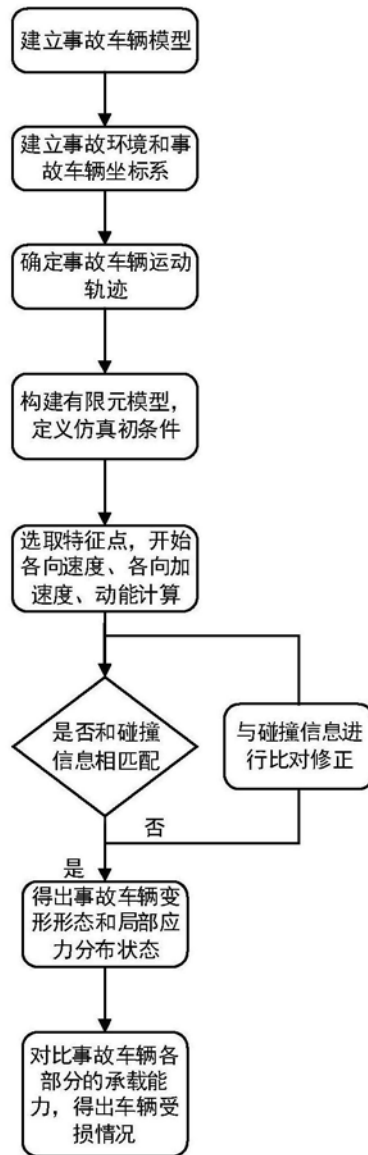 建立事故车辆模型
建立事故环境和事
故车辆坐标系
确定事故车辆运动
轨迹
构建有限元模型，
定义仿真初条件
选取特征点，开始
各向速度、各向加
速度、动能计算
是否和碰撞
信息相匹配
与碰撞信息进
行比对修正
否
是
得出事故车辆变
形形态和局部应
力分布状态
对比事故车辆各
部分的承载能
力，得出车辆受
损情况